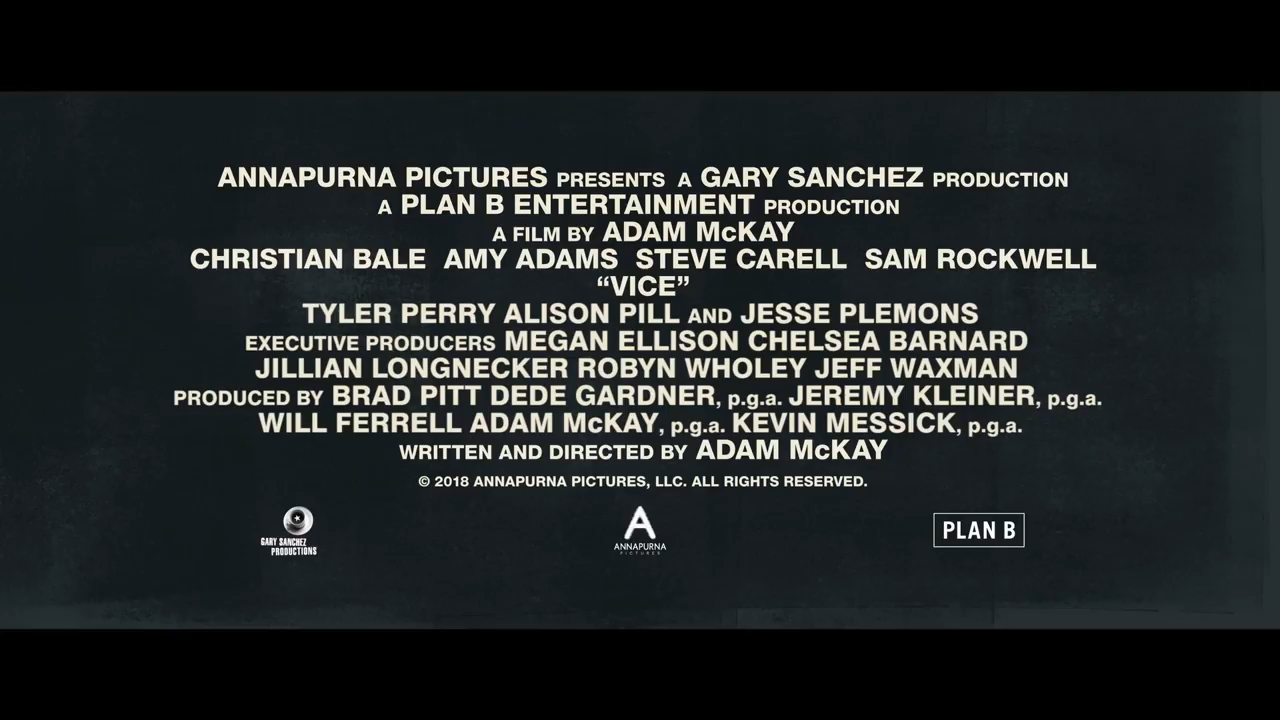 ANNAPURNA PICTURES PRESENTS A GARY SANCHEZ PRODUCTION
A PLAN B ENTERTAINMENT PRODUCTION
A FILM BY ADAM McKAY
CHRISTIAN BALE AMY ADAMS STEVE CARELL SAM ROCKWELL
“VICE”
TYLER PERRY ALISON PILL AND JESSE PLEMONS
EXECUTIVE PRODUCERS MEGAN ELLISON CHELSEA BARNARD
JILLIAN LONGNECKER ROBYN WHOLEY JEFF WAXMAN
PRODUCED BY BRAD PITT DEDE GARDNER, p.g.a. JEREMY KLEINER, p.g.a.
WILL FERRELL ADAM McKAY, p.g.a. KEVIN MESSICK, p.g.a.
WRITTEN AND DIRECTED BY ADAM McKAY
© 2018 ANNAPURNA PICTURES, LLC. ALL RIGHTS RESERVED.
GARY SANCHEZ
PRODUCTIONS
A
ANNAPURNA
PICTURES
PLAN B